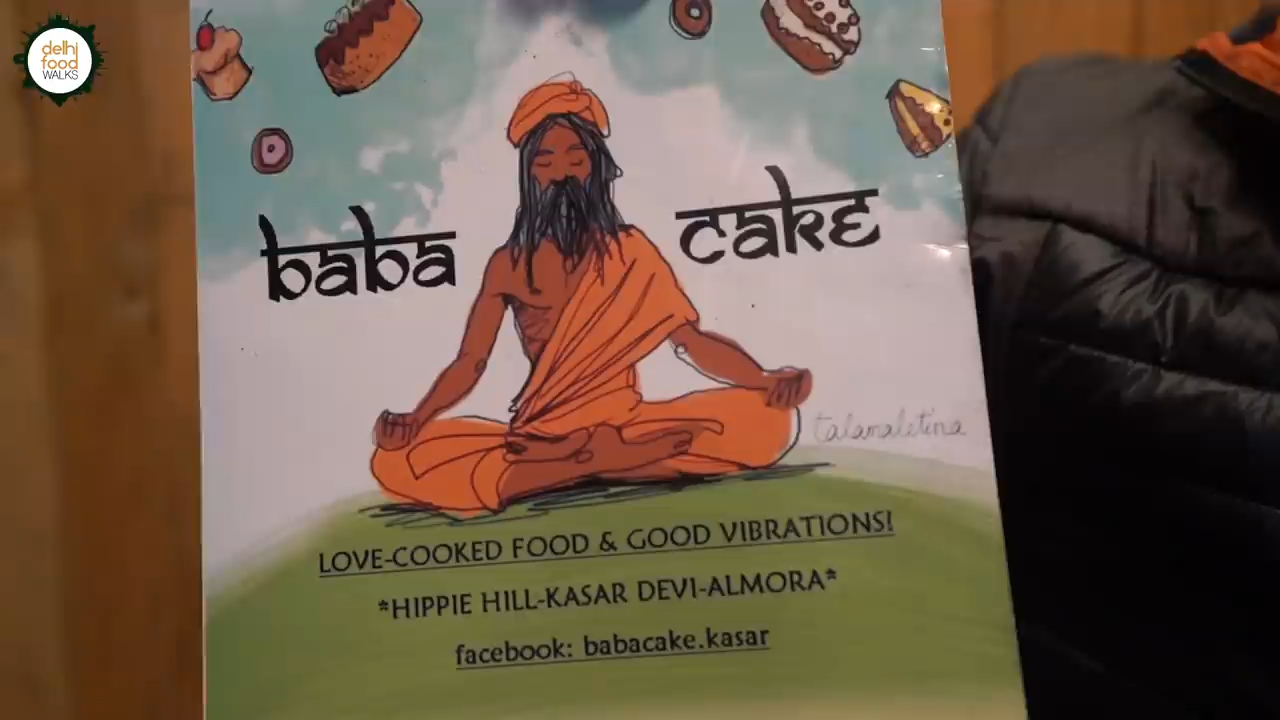 delhi
food
WALKS
baba cake
talamaletina
LOVE-COOKED FOOD & GOOD VIBRATIONS!
*HIPPIE HILL-KASAR DEVI-ALMORA*
facebook: babacake.kasar